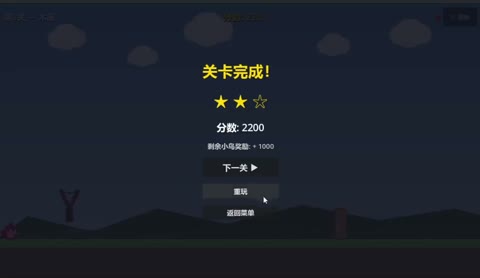 关卡完成！
★ ★ ☆
分数: 2200
剩余小鸟奖励: + 1000
下一关 ▶
重玩
返回菜单